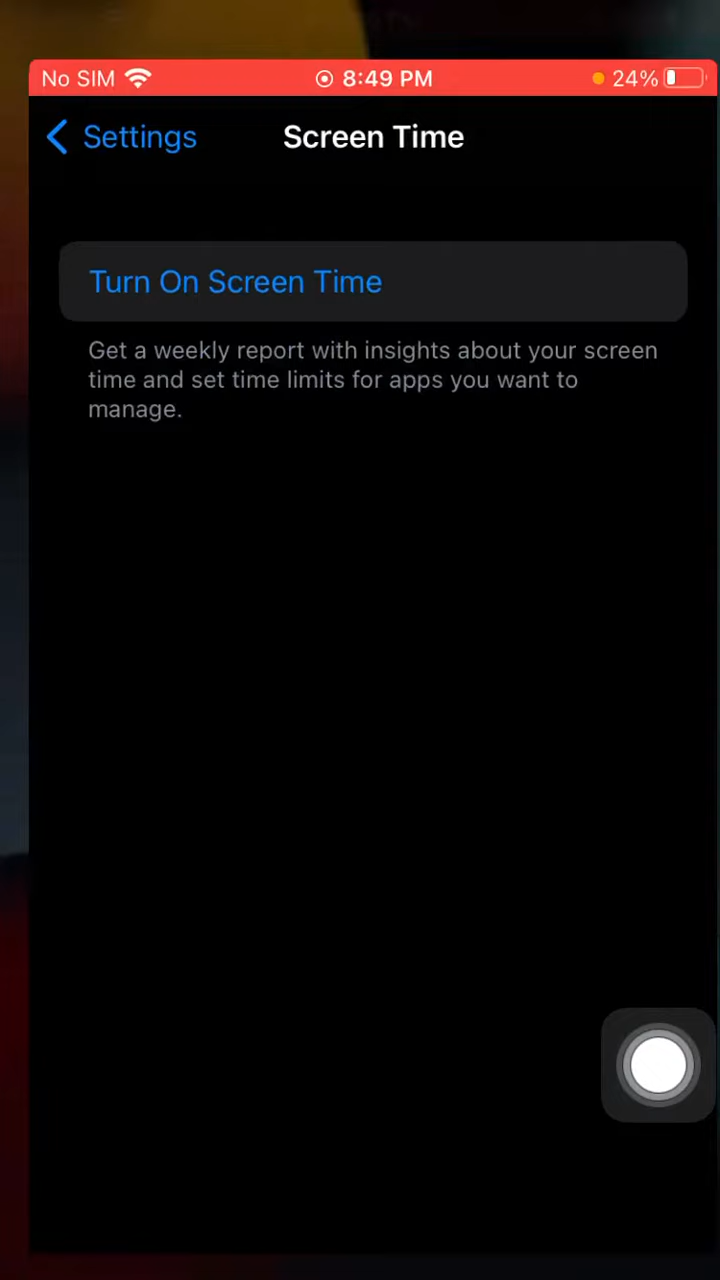 No SIM 8:49 PM 24%
Settings Screen Time
Turn On Screen Time
Get a weekly report with insights about your screen
time and set time limits for apps you want to
manage.